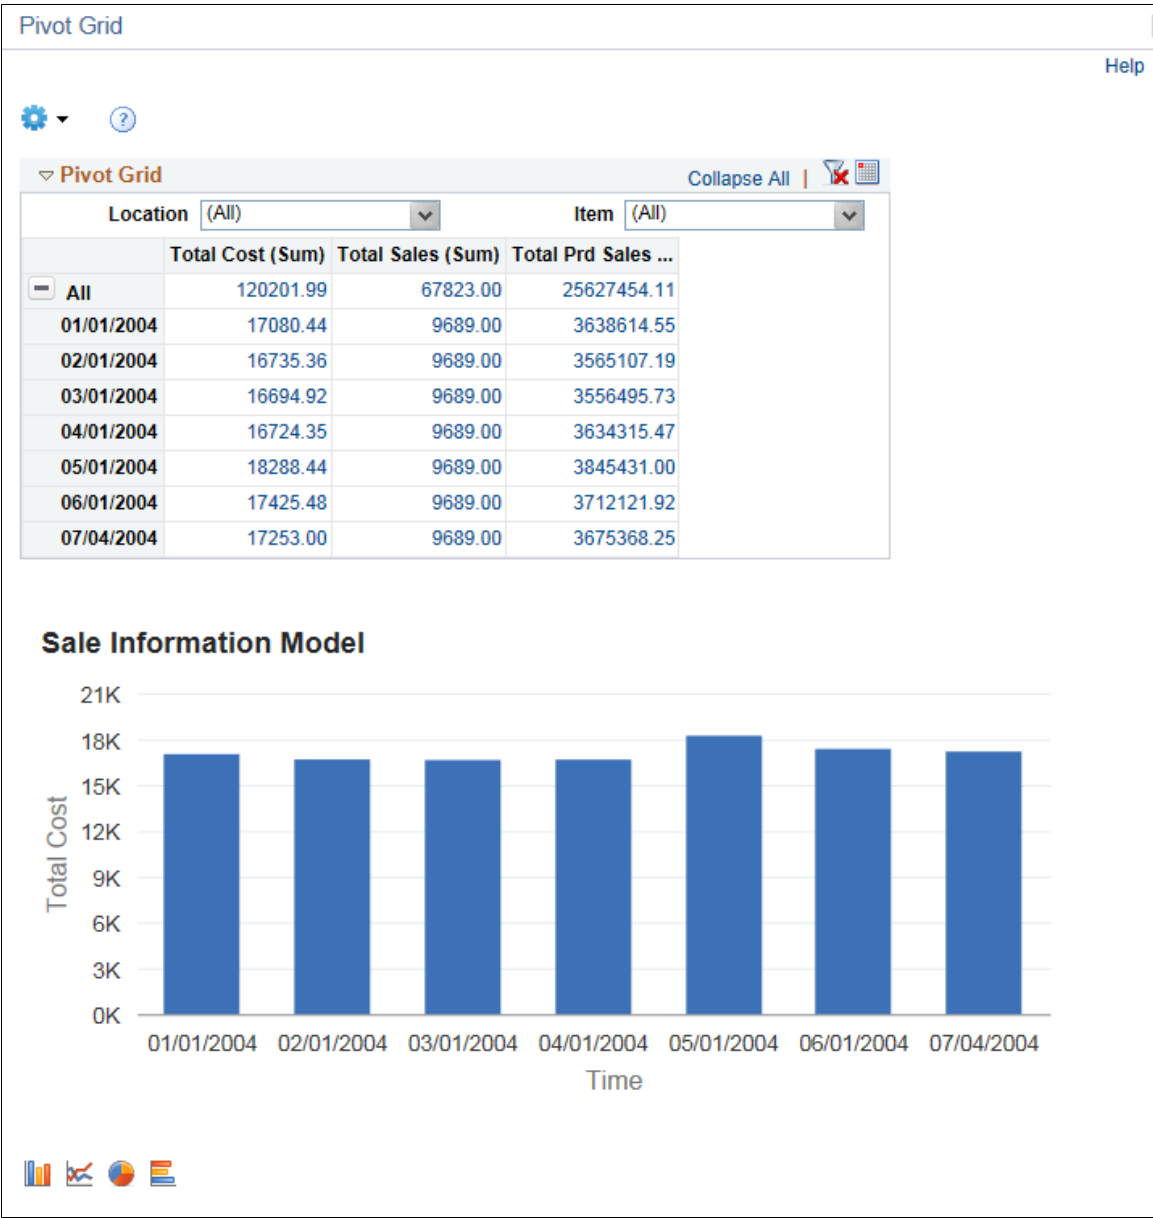 Pivot Grid
Help
?
Pivot Grid Collapse All |
Location (All) Item (All)
Total Cost (Sum) Total Sales (Sum) Total Prd Sales ...
All 120201.99 67823.00 25627454.11
01/01/2004 17080.44 9689.00 3638614.55
02/01/2004 16735.36 9689.00 3565107.19
03/01/2004 16694.92 9689.00 3556495.73
04/01/2004 16724.35 9689.00 3634315.47
05/01/2004 18288.44 9689.00 3845431.00
06/01/2004 17425.48 9689.00 3712121.92
07/04/2004 17253.00 9689.00 3675368.25
Sale Information Model
21K
18K
15K
12K
9K
6K
3K
0K
Total Cost
01/01/2004 02/01/2004 03/01/2004 04/01/2004 05/01/2004 06/01/2004 07/04/2004
Time